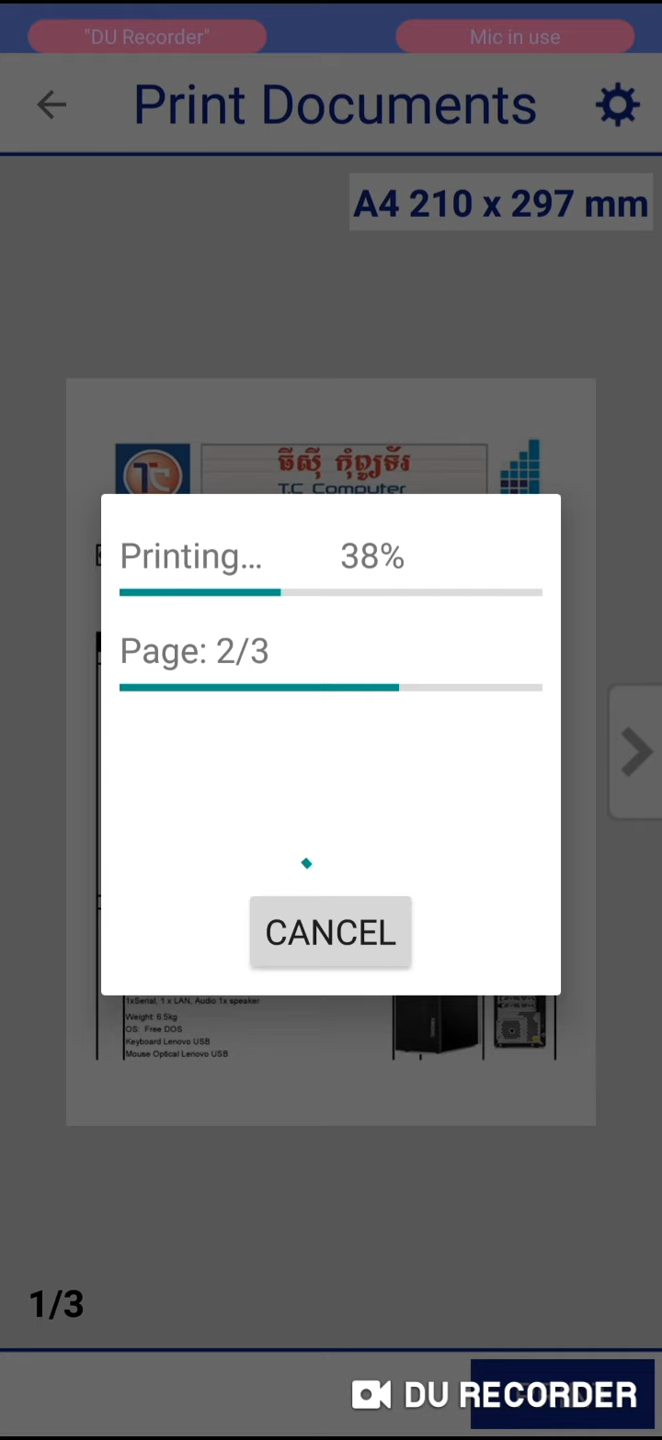 "DU Recorder"
Mic in use
Print Documents
A4 210 x 297 mm
TC
ធីស៊ី កុំព្យូទ័រ
T.C Computer
Printing...
38%
Page: 2/3
CANCEL
1xSerial, 1 x LAN, Audio 1x speaker
Weight: 6.5kg
OS: Free DOS
Keyboard Lenovo USB
Mouse Optical Lenovo USB
1/3
DU RECORDER